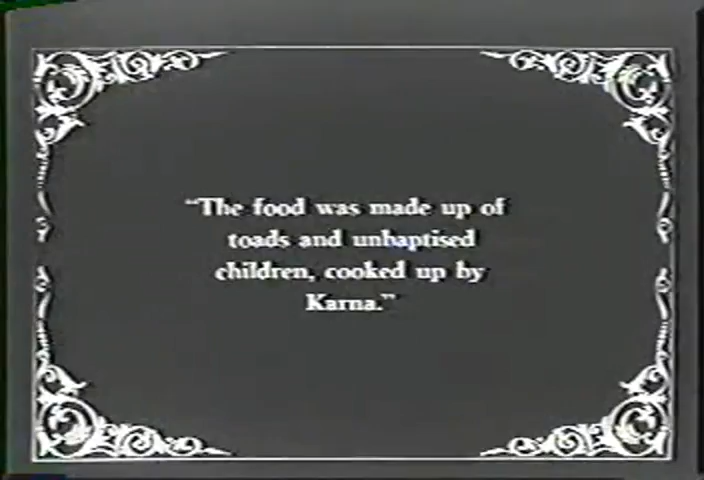 “The food was made up of
toads and unbaptised
children, cooked up by
Karna.”